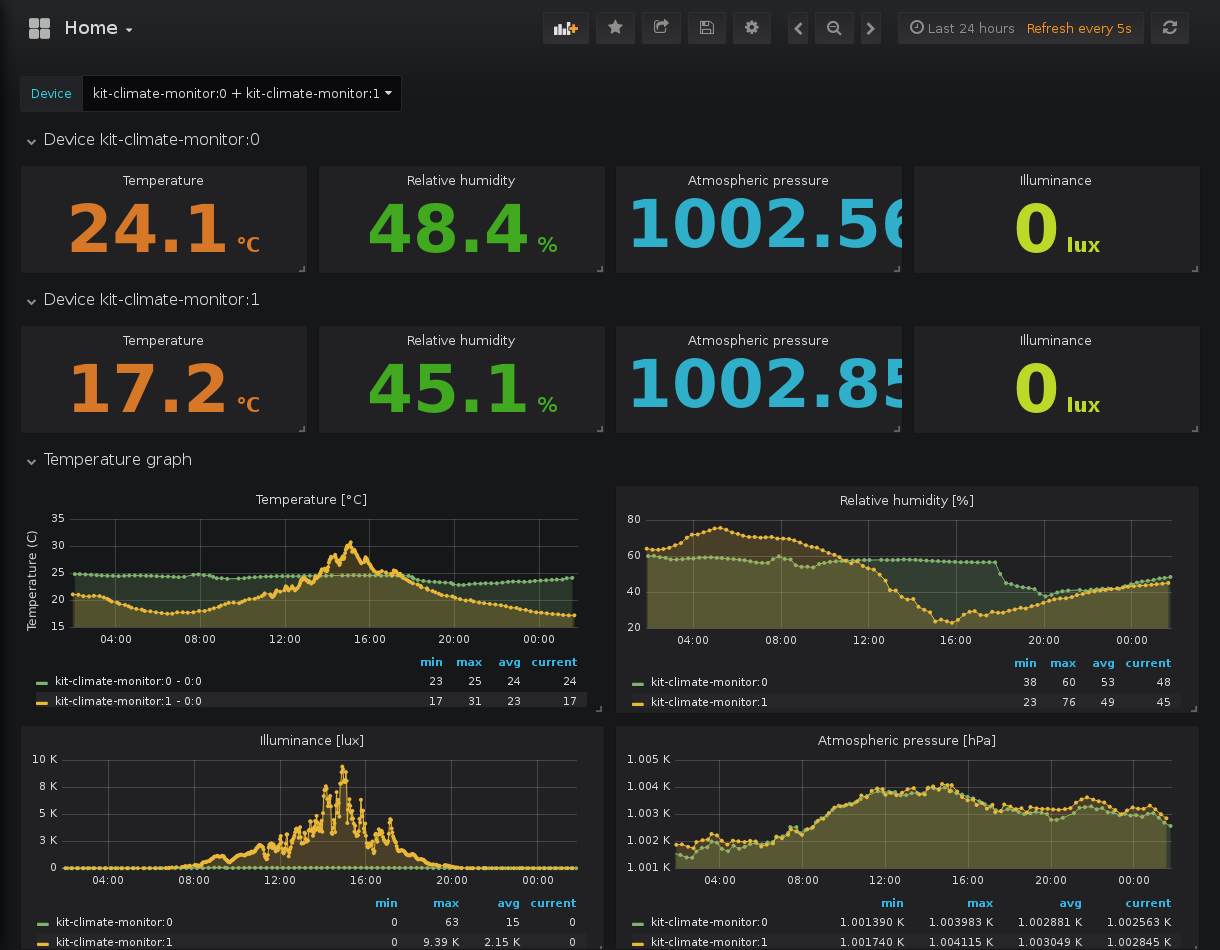 Home
Last 24 hours Refresh every 5s
Device kit-climate-monitor:0 + kit-climate-monitor:1
Device kit-climate-monitor:0
Temperature Relative humidity Atmospheric pressure Illuminance
24.1 °C 48.4 % 1002.56 0 lux
Device kit-climate-monitor:1
Temperature Relative humidity Atmospheric pressure Illuminance
17.2 °C 45.1 % 1002.85 0 lux
Temperature graph
Temperature [°C]
Temperature (C)
35
30
25
20
15
04:00 08:00 12:00 16:00 20:00 00:00
min max avg current
kit-climate-monitor:0 - 0:0 23 25 24 24
kit-climate-monitor:1 - 0:0 17 31 23 17
Relative humidity [%]
80
60
40
20
04:00 08:00 12:00 16:00 20:00 00:00
min max avg current
kit-climate-monitor:0 38 60 53 48
kit-climate-monitor:1 23 76 49 45
Illuminance [lux]
10 K
8 K
5 K
3 K
0
04:00 08:00 12:00 16:00 20:00 00:00
min max avg current
kit-climate-monitor:0 0 63 15 0
kit-climate-monitor:1 0 9.39 K 2.15 K 0
Atmospheric pressure [hPa]
1.005 K
1.004 K
1.003 K
1.002 K
1.001 K
04:00 08:00 12:00 16:00 20:00 00:00
min max avg current
kit-climate-monitor:0 1.001390 K 1.003983 K 1.002881 K 1.002563 K
kit-climate-monitor:1 1.001740 K 1.004115 K 1.003049 K 1.002845 K